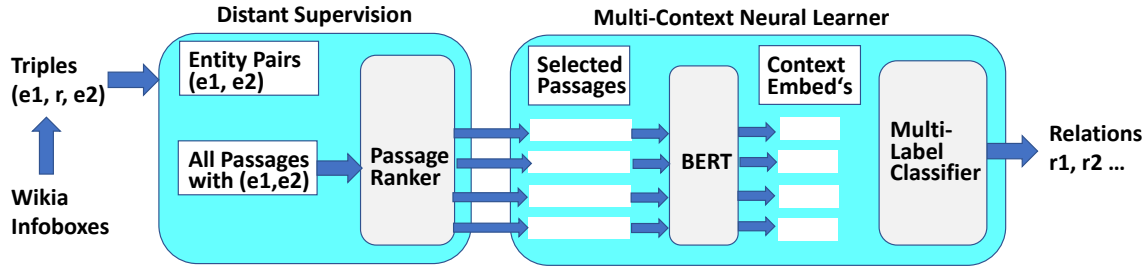 Distant Supervision
Multi-Context Neural Learner
Triples
(e1, r, e2)
Wikia
Infoboxes
Entity Pairs
(e1, e2)
All Passages
with (e1,e2)
Passage
Ranker
Selected
Passages
BERT
Context
Embed‘s
Multi-
Label
Classifier
Relations
r1, r2 ...